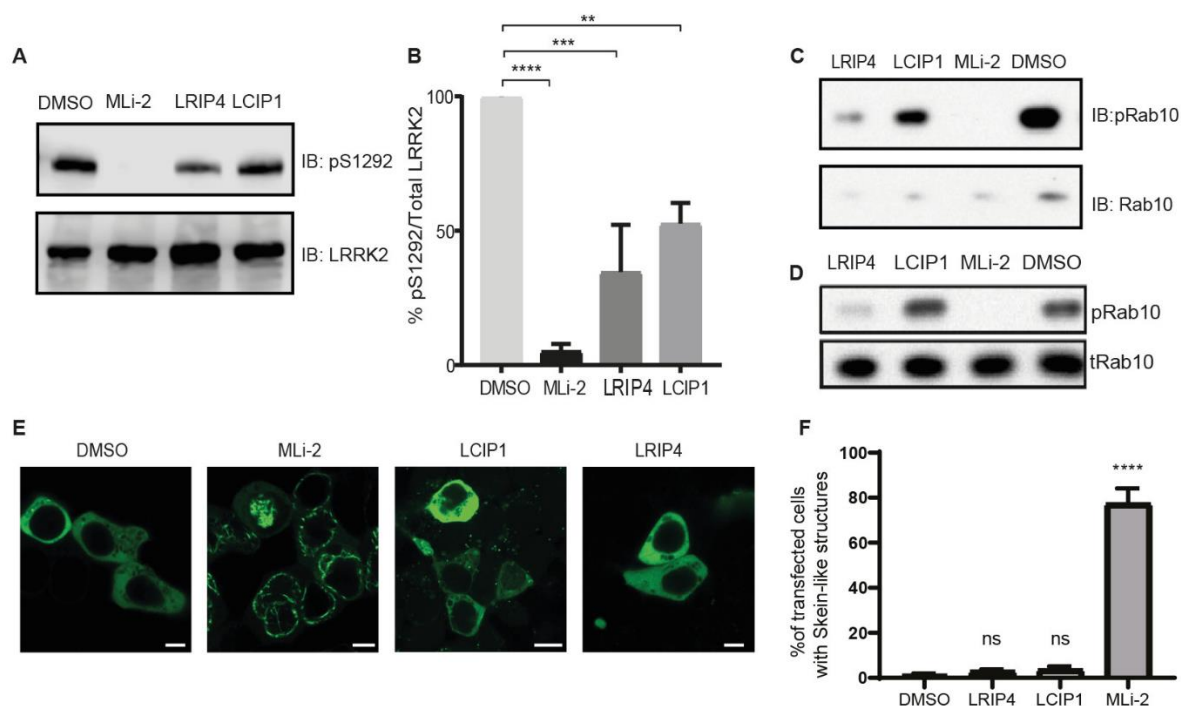 A
DMSO MLi-2 LRIP4 LCIP1
IB: pS1292
IB: LRRK2
B
**
***
****
% pS1292/Total LRRK2
100
50
0
DMSO MLi-2 LRIP4 LCIP1
C
LRIP4 LCIP1 MLi-2 DMSO
IB:pRab10
IB: Rab10
D
LRIP4 LCIP1 MLi-2 DMSO
pRab10
tRab10
E
DMSO MLi-2 LCIP1 LRIP4
F
%of transfected cells
with Skein-like structures
100
80
60
40
20
0
ns ns ****
DMSO LRIP4 LCIP1 MLi-2